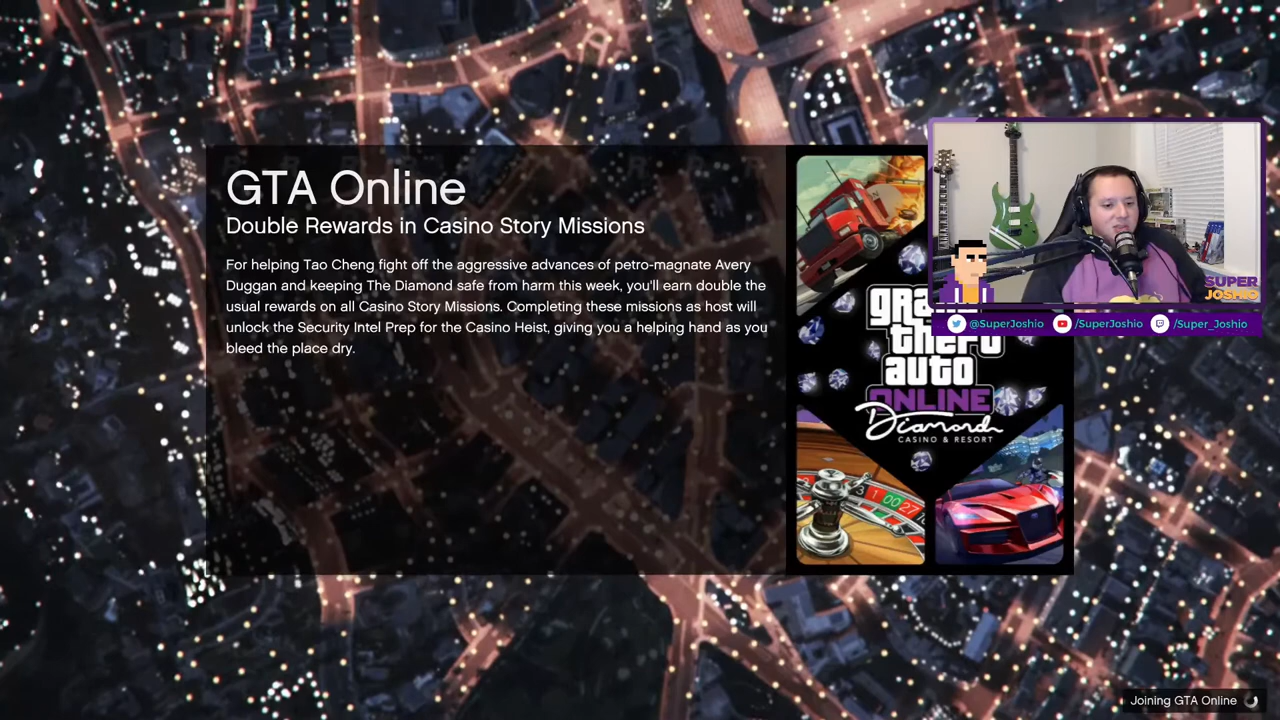 GTA Online
Double Rewards in Casino Story Missions
For helping Tao Cheng fight off the aggressive advances of petro-magnate Avery
Duggan and keeping The Diamond safe from harm this week, you'll earn double the
usual rewards on all Casino Story Missions. Completing these missions as host will
unlock the Security Intel Prep for the Casino Heist, giving you a helping hand as you
bleed the place dry.
grand
theft
auto
ONLINE
Diamond
CASINO & RESORT
3 1 00 27
SUPER
JOSHIO
@SuperJoshio /SuperJoshio /Super_Joshio
Joining GTA Online